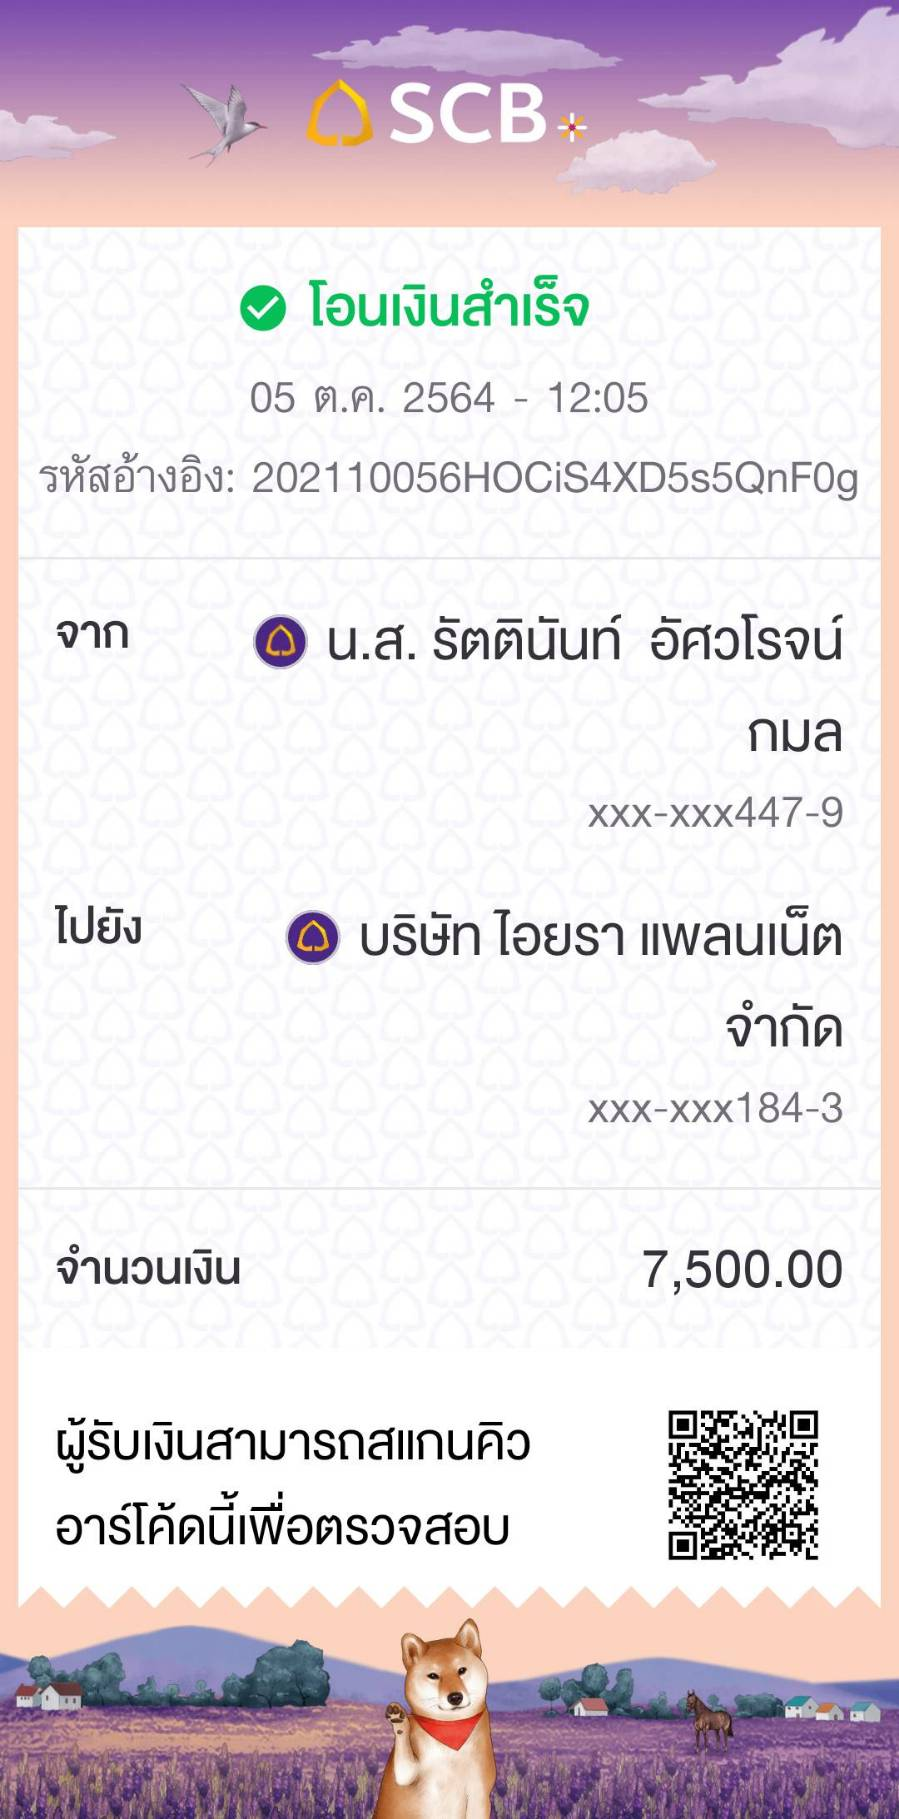 SCB
โอนเงินสำเร็จ
05 ต.ค. 2564 - 12:05
รหัสอ้างอิง: 202110056HOCiS4XD5s5QnF0g
จาก น.ส. รัตตินันท์ อัศวโรจน์
กมล
xxx-xxx447-9
ไปยัง บริษัท ไอยรา แพลนเน็ต
จำกัด
xxx-xxx184-3
จำนวนเงิน 7,500.00
ผู้รับเงินสามารถสแกนคิว
อาร์โค้ดนี้เพื่อตรวจสอบ